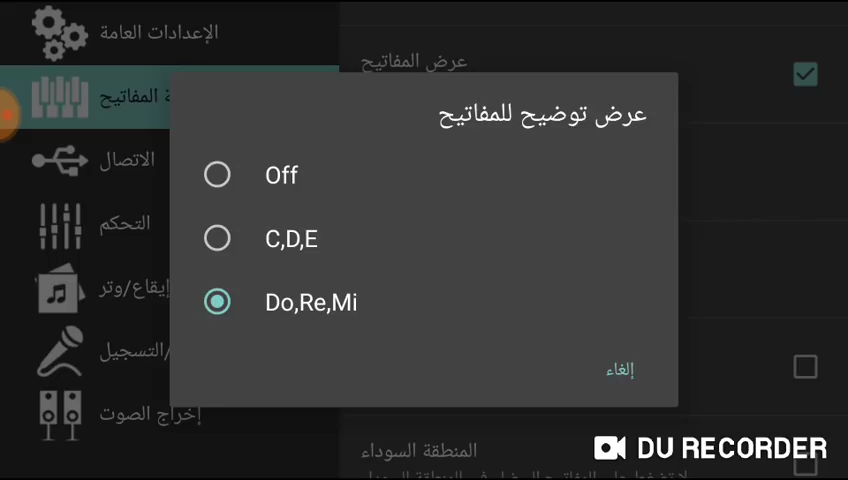 الإعدادات العامة
عرض المفاتيح
المفاتيح
عرض توضيح للمفاتيح
الاتصال
Off
التحكم
C,D,E
إيقاع/وتر
Do,Re,Mi
/التسجيل
إلغاء
إخراج الصوت
المنطقة السوداء
DU RECORDER